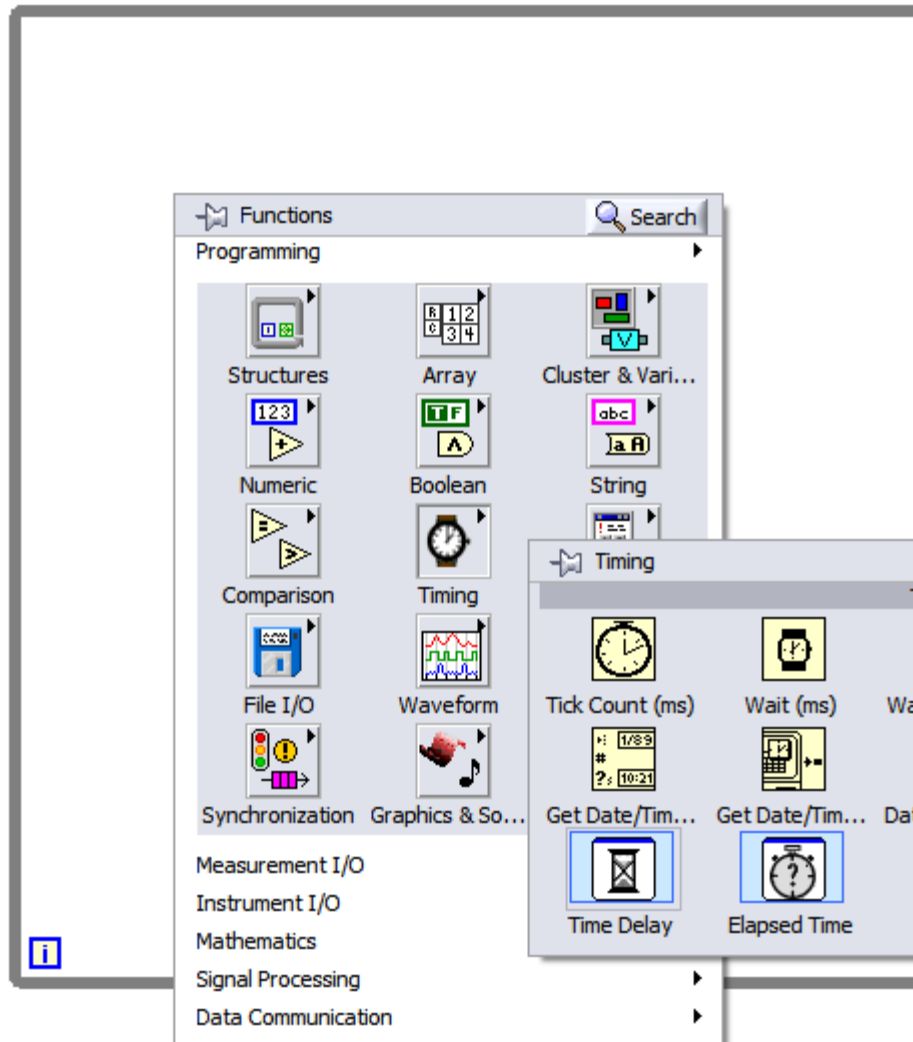 Functions
Search
Programming
Structures
Array
Cluster & Vari...
123
T F
abc
a A
Numeric
Boolean
String
Comparison
Timing
Timing
File I/O
Waveform
Tick Count (ms)
Wait (ms)
Wa
Synchronization
Graphics & So...
Get Date/Tim...
Get Date/Tim...
Dat
Measurement I/O
Instrument I/O
Time Delay
Elapsed Time
Mathematics
i
Signal Processing
Data Communication